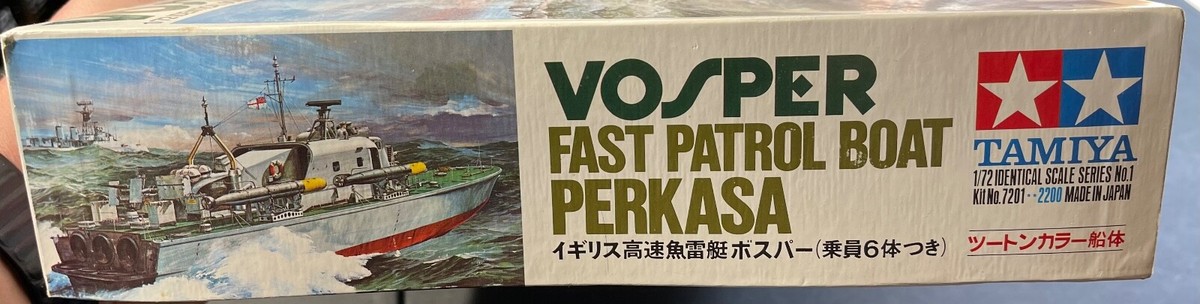 VOSPER
FAST PATROL BOAT
PERKASA
イギリス高速魚雷艇ボスパー(乗員6体つき)
TAMIYA
1/72 IDENTICAL SCALE SERIES No.1
Kit No.7201··2200 MADE IN JAPAN
ツートンカラー船体